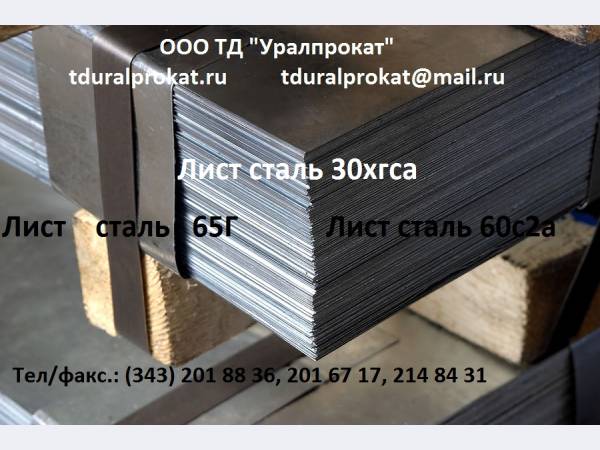 ООО ТД "Уралпрокат"
tduralprokat.ru tduralprokat@mail.ru
Лист сталь 30хгса
Лист сталь 65Г Лист сталь 60с2а
Тел/факс.: (343) 201 88 36, 201 67 17, 214 84 31